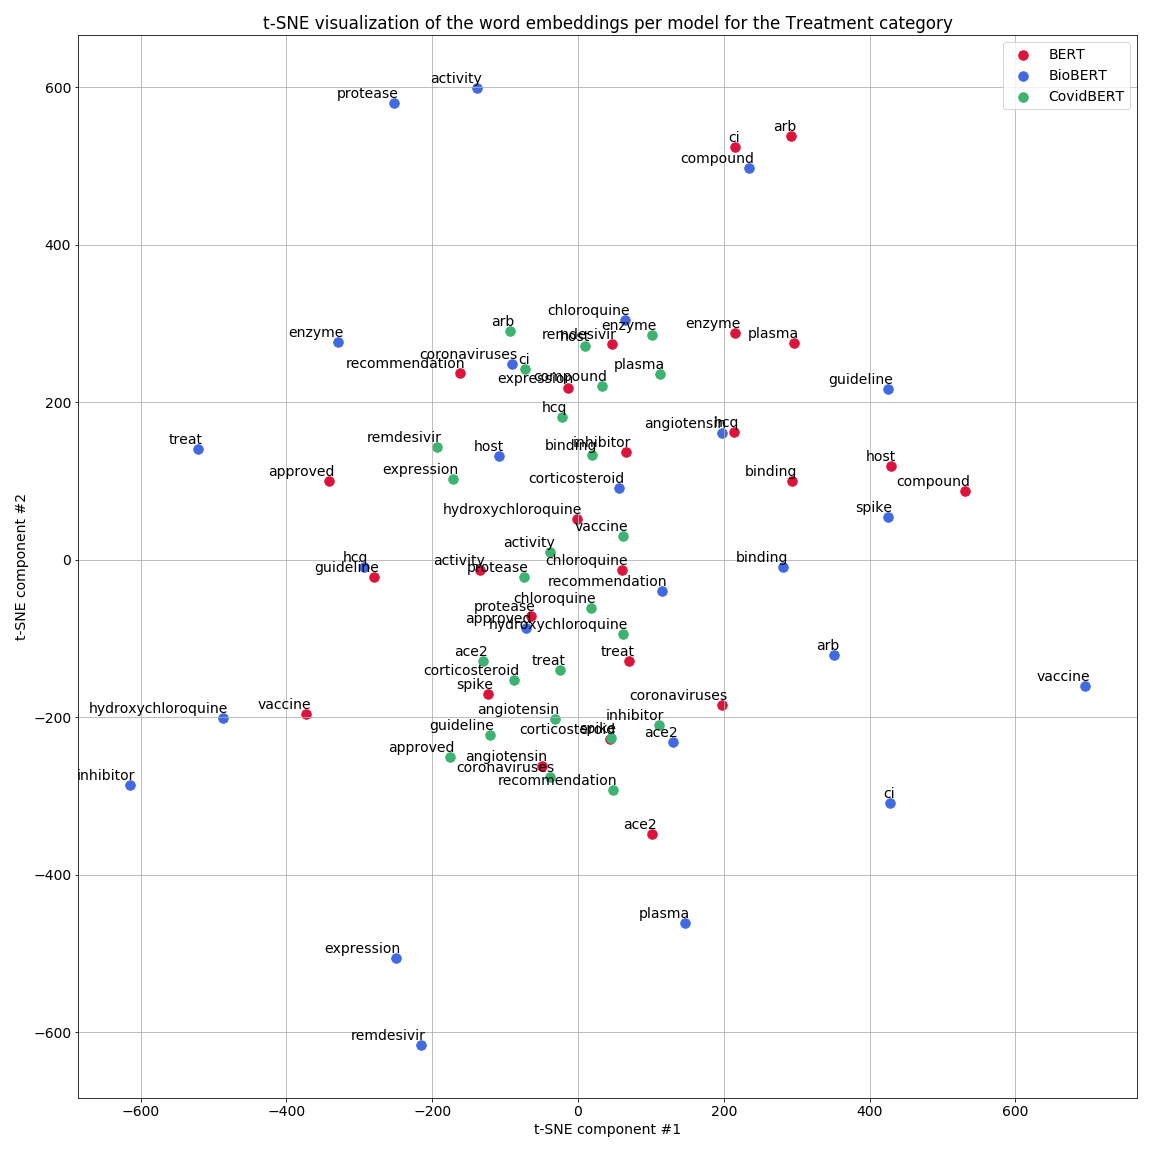 t-SNE visualization of the word embeddings per model for the Treatment category
BERT
BioBERT
CovidBERT
activity
protease
arb
ci
compound
chloroquine
arb
enzyme
enzyme
remdesivir
host
plasma
enzyme
coronaviruses
ci
recommendation
plasma
compound
expression
guideline
hcq
angiotensin
hcq
treat
remdesivir
host
binding
inhibitor
host
approved
expression
corticosteroid
binding
compound
hydroxychloroquine
spike
vaccine
activity
hcq
guideline
activity
protease
chloroquine
binding
recommendation
chloroquine
protease
approved
hydroxychloroquine
ace2
treat
treat
arb
corticosteroid
spike
vaccine
coronaviruses
hydroxychloroquine
vaccine
angiotensin
inhibitor
guideline
corticosteroid
spike
ace2
approved
angiotensin
coronaviruses
inhibitor
recommendation
ci
ace2
plasma
expression
remdesivir
600
400
200
0
−200
−400
−600
t-SNE component #2
−600
−400
−200
0
200
400
600
t-SNE component #1